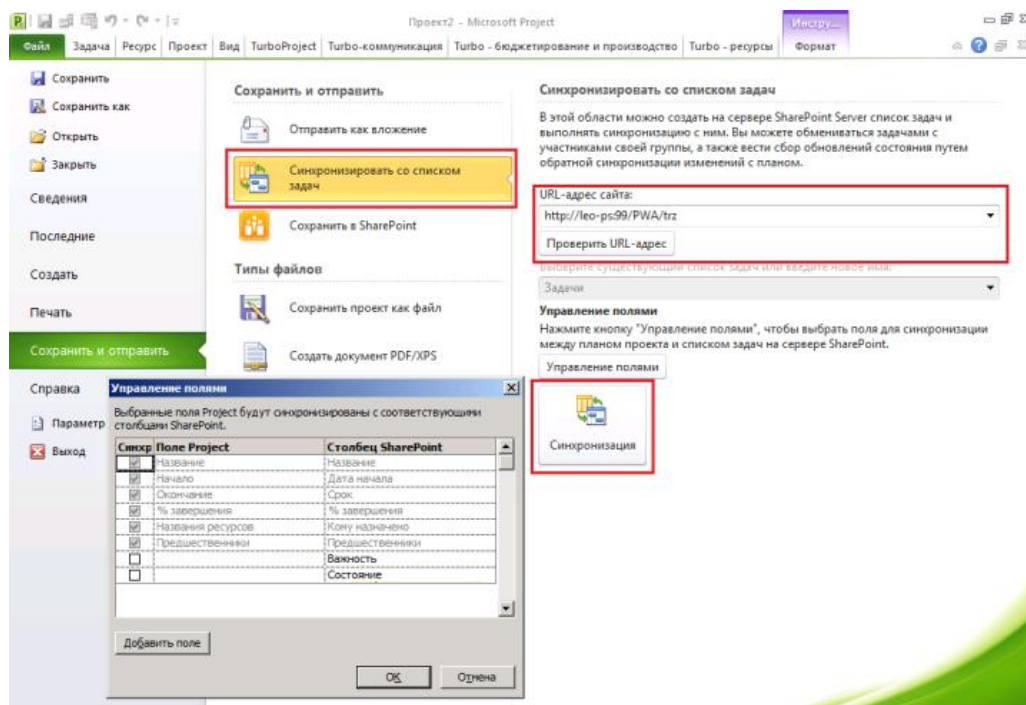 Проект2 - Microsoft Project
Инстру...
Файл Задача Ресурс Проект Вид TurboProject Turbo-коммуникация Turbo - бюджетирование и производство Turbo - ресурсы Формат
Сохранить
Сохранить как
Открыть
Закрыть
Сведения
Последние
Создать
Печать
Сохранить и отправить
Справка
Параметр
Выход
Сохранить и отправить
Отправить как вложение
Синхронизировать со списком
задач
Сохранить в SharePoint
Типы файлов
Сохранить проект как файл
Создать документ PDF/XPS
Синхронизировать со списком задач
В этой области можно создать на сервере SharePoint Server список задач и
выполнять синхронизацию с ним. Вы можете обмениваться задачами с
участниками своей группы, а также вести сбор обновлений состояния путем
обратной синхронизации изменений с планом.
URL-адрес сайта:
http://leo-ps:99/PWA/trz
Проверить URL-адрес
Выберите существующий список задач или введите новое имя:
Задачи
Управление полями
Нажмите кнопку "Управление полями", чтобы выбрать поля для синхронизации
между планом проекта и списком задач на сервере SharePoint.
Управление полями
Синхронизация
Управление полями
Выбранные поля Project будут синхронизированы с соответствующими
столбцами SharePoint.
Синхр Поле Project Столбец SharePoint
Название Название
Начало Дата начала
Окончание Срок
% завершения % завершения
Названия ресурсов Кому назначено
Предшественники Предшественники
Важность
Состояние
Добавить поле
ОК Отмена